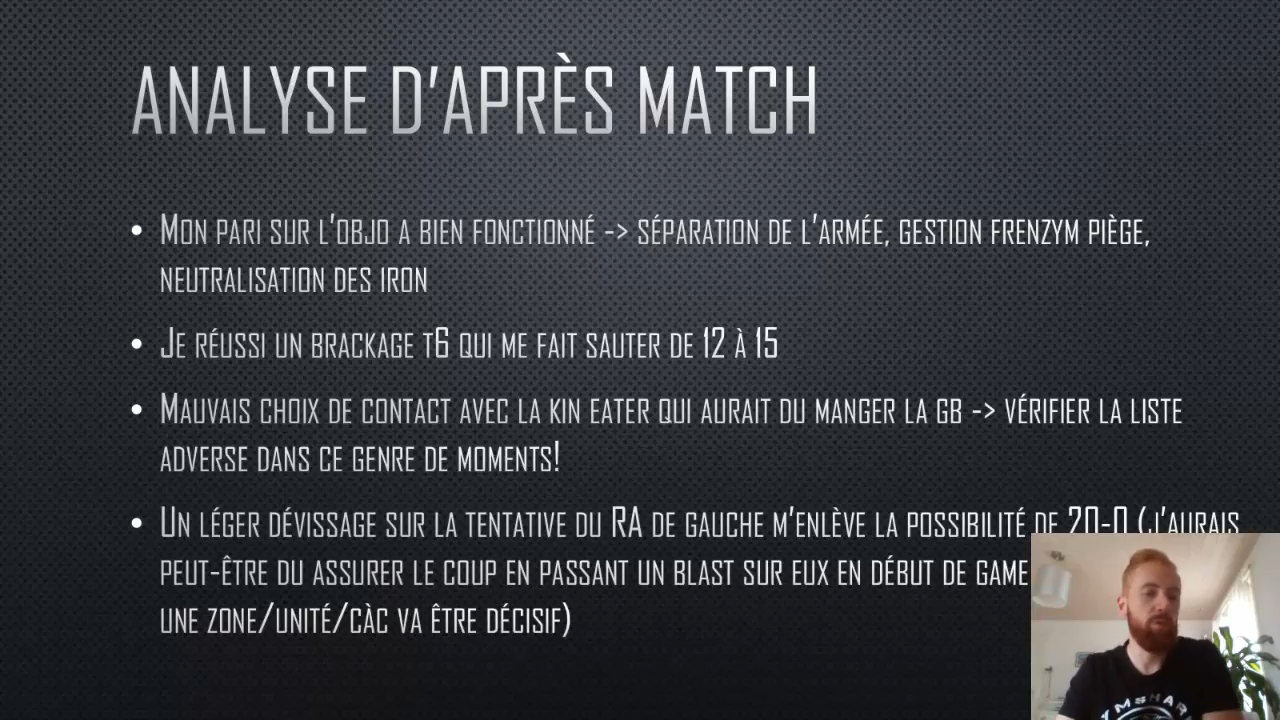 ANALYSE D'APRÈS MATCH
• MON PARI SUR L'OBJO A BIEN FONCTIONNÉ -> SÉPARATION DE L'ARMÉE, GESTION FRENZYM PIÈGE,
NEUTRALISATION DES IRON
• JE RÉUSSI UN BRACKAGE T6 QUI ME FAIT SAUTER DE 12 À 15
• MAUVAIS CHOIX DE CONTACT AVEC LA KIN EATER QUI AURAIT DU MANGER LA GB -> VÉRIFIER LA LISTE
ADVERSE DANS CE GENRE DE MOMENTS!
• UN LÉGER DÉVISSAGE SUR LA TENTATIVE DU RA DE GAUCHE M'ENLÈVE LA POSSIBILITÉ DE 20-0 (J'AURAIS
PEUT-ÊTRE DU ASSURER LE COUP EN PASSANT UN BLAST SUR EUX EN DÉBUT DE GAME
UNE ZONE/UNITÉ/CÀC VA ÊTRE DÉCISIF)